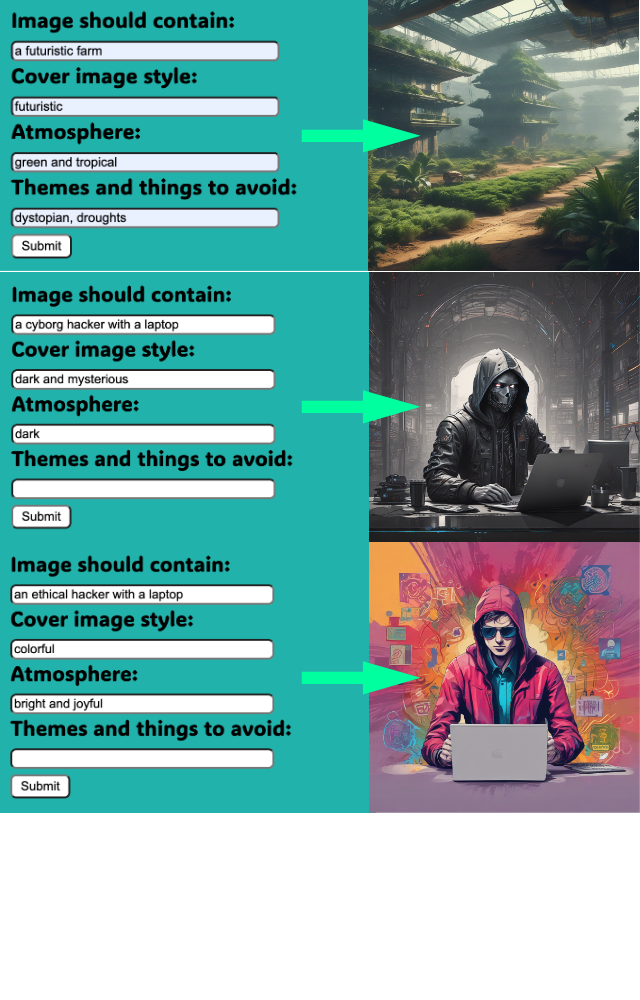 Image should contain:
a futuristic farm
Cover image style:
futuristic
Atmosphere:
green and tropical
Themes and things to avoid:
dystopian, droughts
Submit
Image should contain:
a cyborg hacker with a laptop
Cover image style:
dark and mysterious
Atmosphere:
dark
Themes and things to avoid:
Submit
Image should contain:
an ethical hacker with a laptop
Cover image style:
colorful
Atmosphere:
bright and joyful
Themes and things to avoid:
Submit